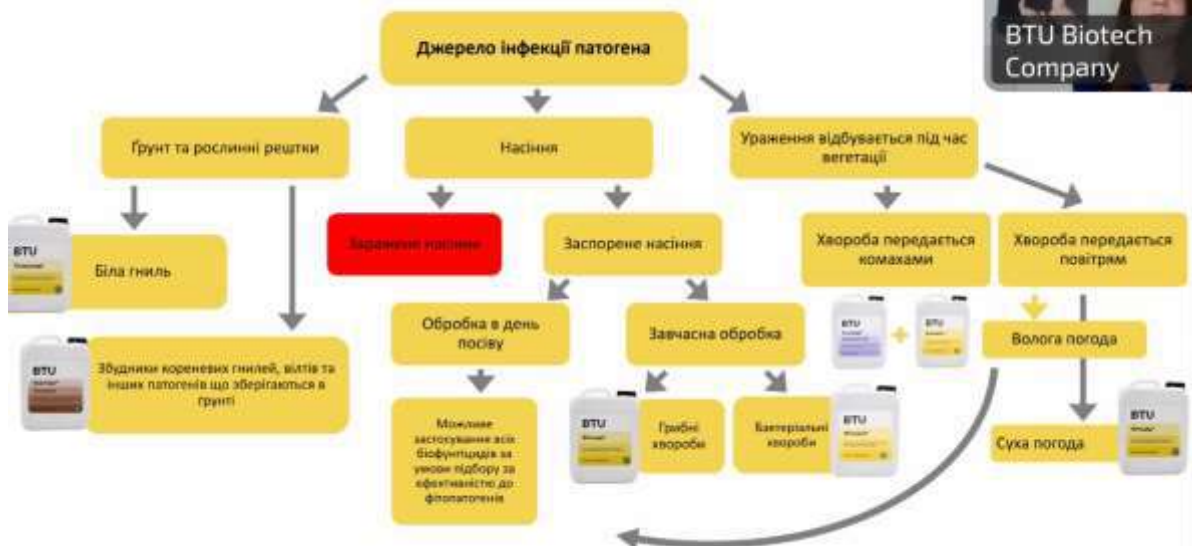 BTU Biotech
Company
Джерело інфекції патогена
Ґрунт та рослинні рештки
Насіння
Ураження відбувається під час
вегетації
Заражене насіння
Заспорене насіння
Хвороба передається
комахами
Хвороба передається
повітрям
BTU
Біла гниль
Обробка в день
посіву
Завчасна обробка
BTU
+
BTU
Волога погода
BTU
Збудники кореневих гнилей, вілтів та
інших патогенів що зберігаються в
ґрунті
Можливе
застосування всіх
біофунгіцидів за
умови підбору за
ефективністю до
фітопатогенів
BTU
Грибні
хвороби
Бактеріальні
хвороби
BTU
Суха погода
BTU